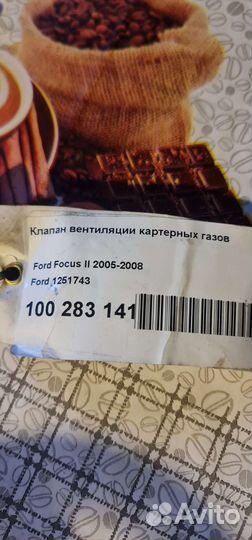 Клапан вентиляции картерных газов
Ford Focus II 2005-2008
Ford 1251743
100 283 141
Avito